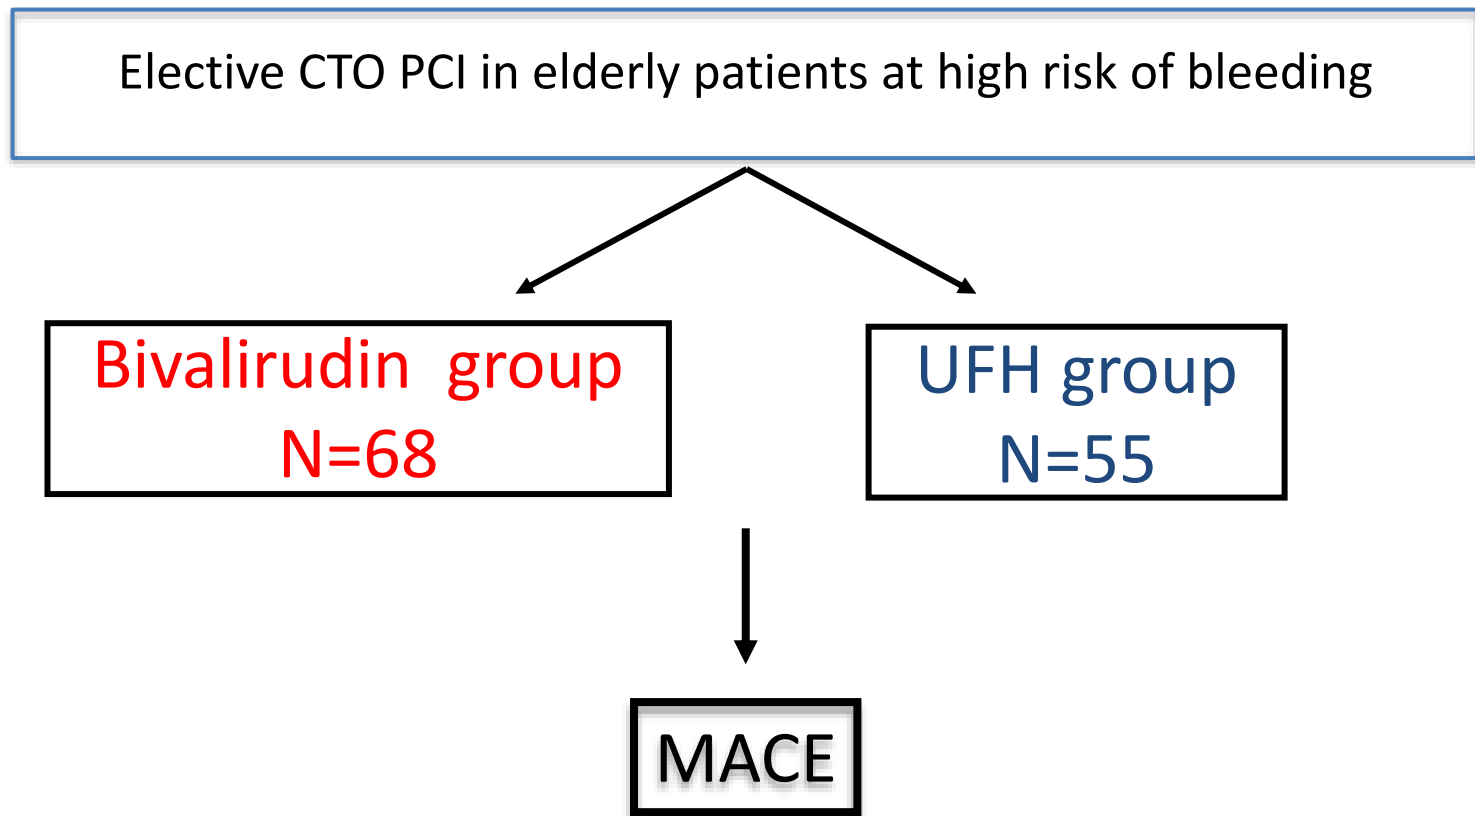 Elective CTO PCI in elderly patients at high risk of bleeding
Bivalirudin group
N=68
UFH group
N=55
MACE